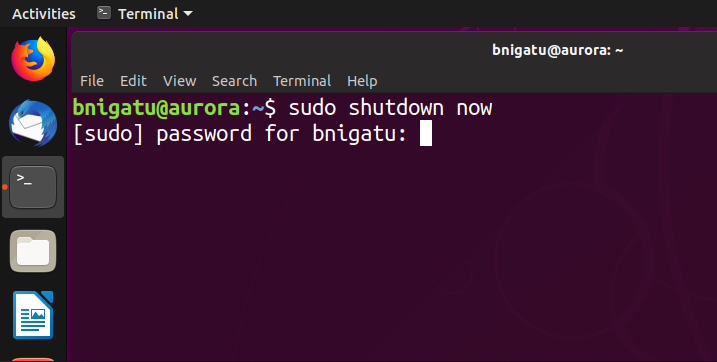 Activities Terminal
bnigatu@aurora: ~
File Edit View Search Terminal Help
bnigatu@aurora:~$ sudo shutdown now
[sudo] password for bnigatu: